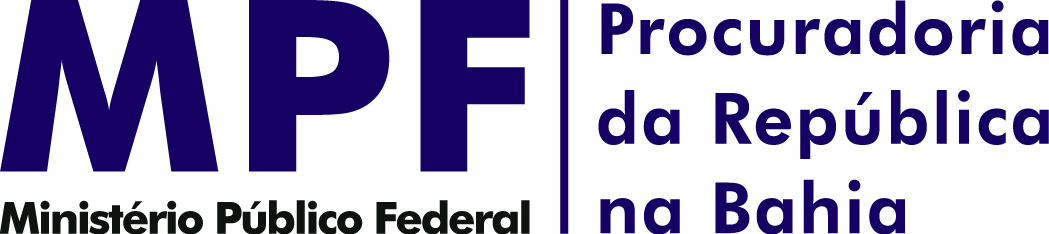 MPF
Ministério Público Federal
Procuradoria
da República
na Bahia